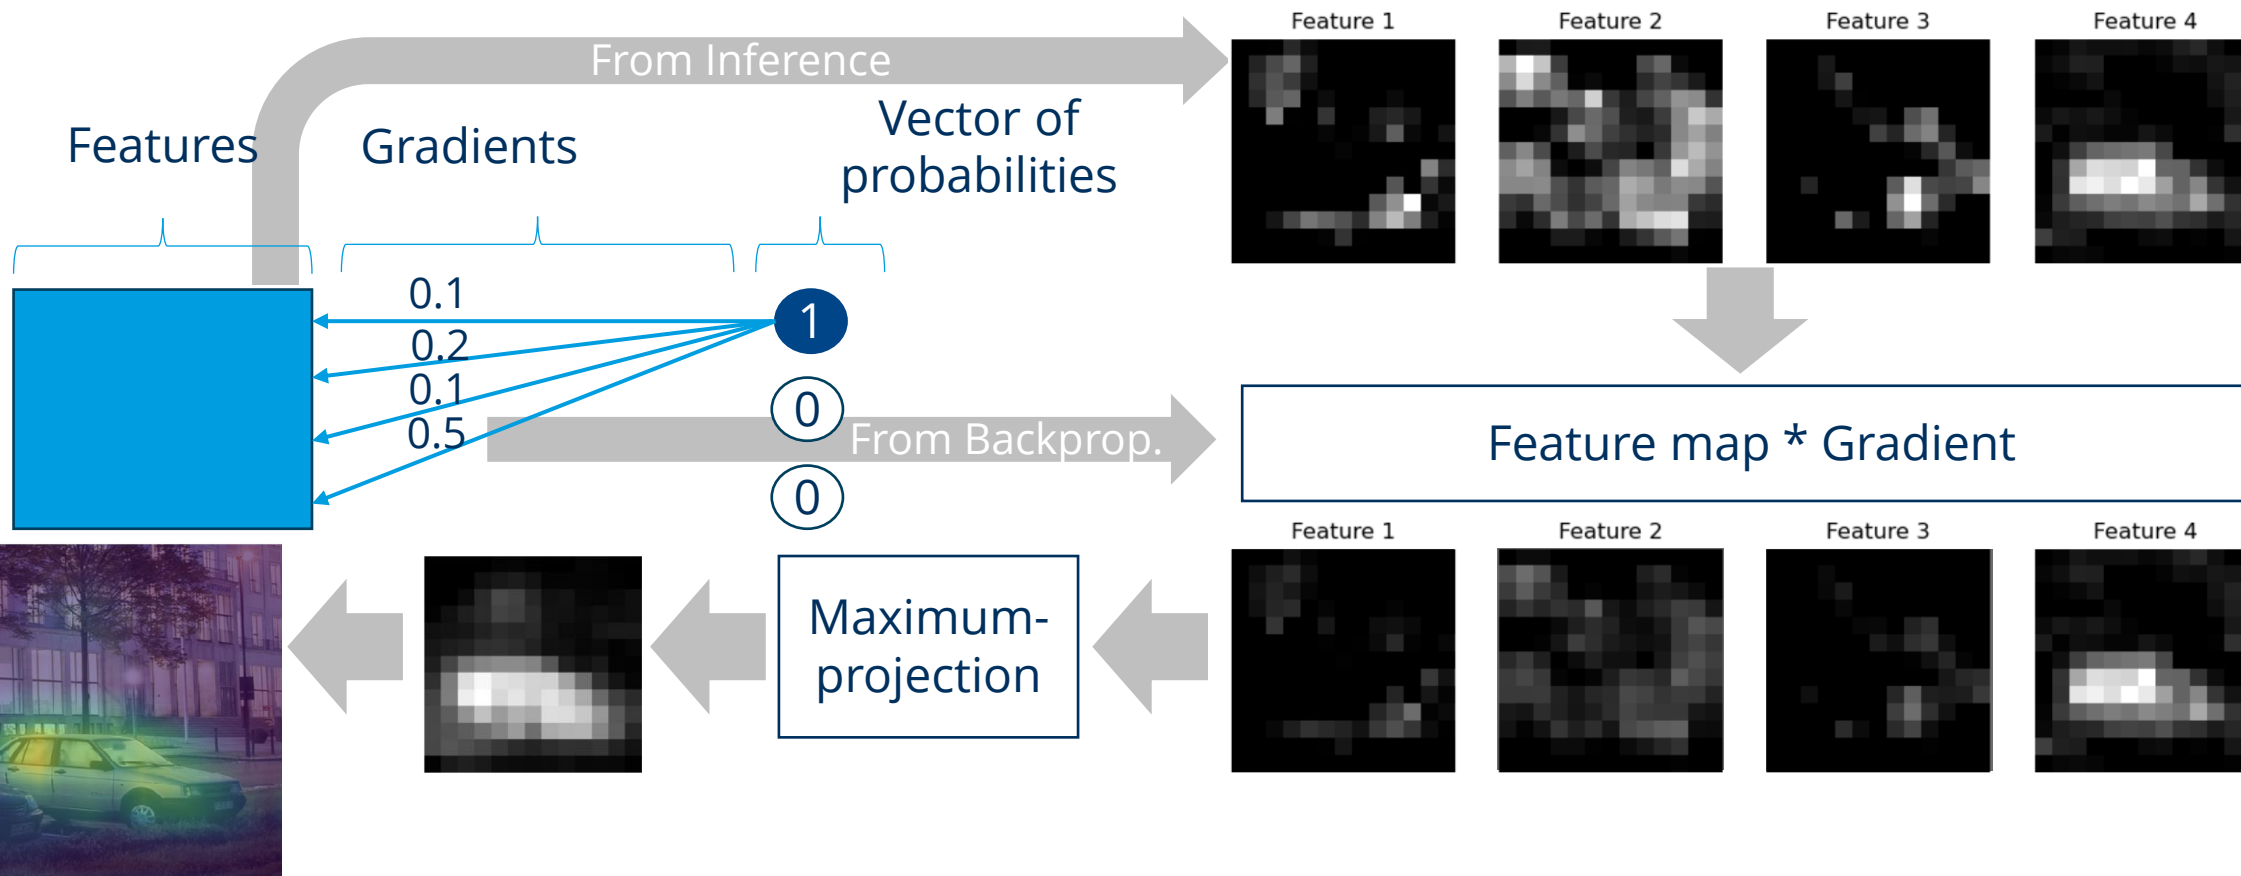 Feature 1
Feature 2
Feature 3
Feature 4
From Inference
Features
Gradients
Vector of
probabilities
0.1
0.2
0.1
0.5
1
0
0
From Backprop.
Feature map * Gradient
Feature 1
Feature 2
Feature 3
Feature 4
Maximum-
projection